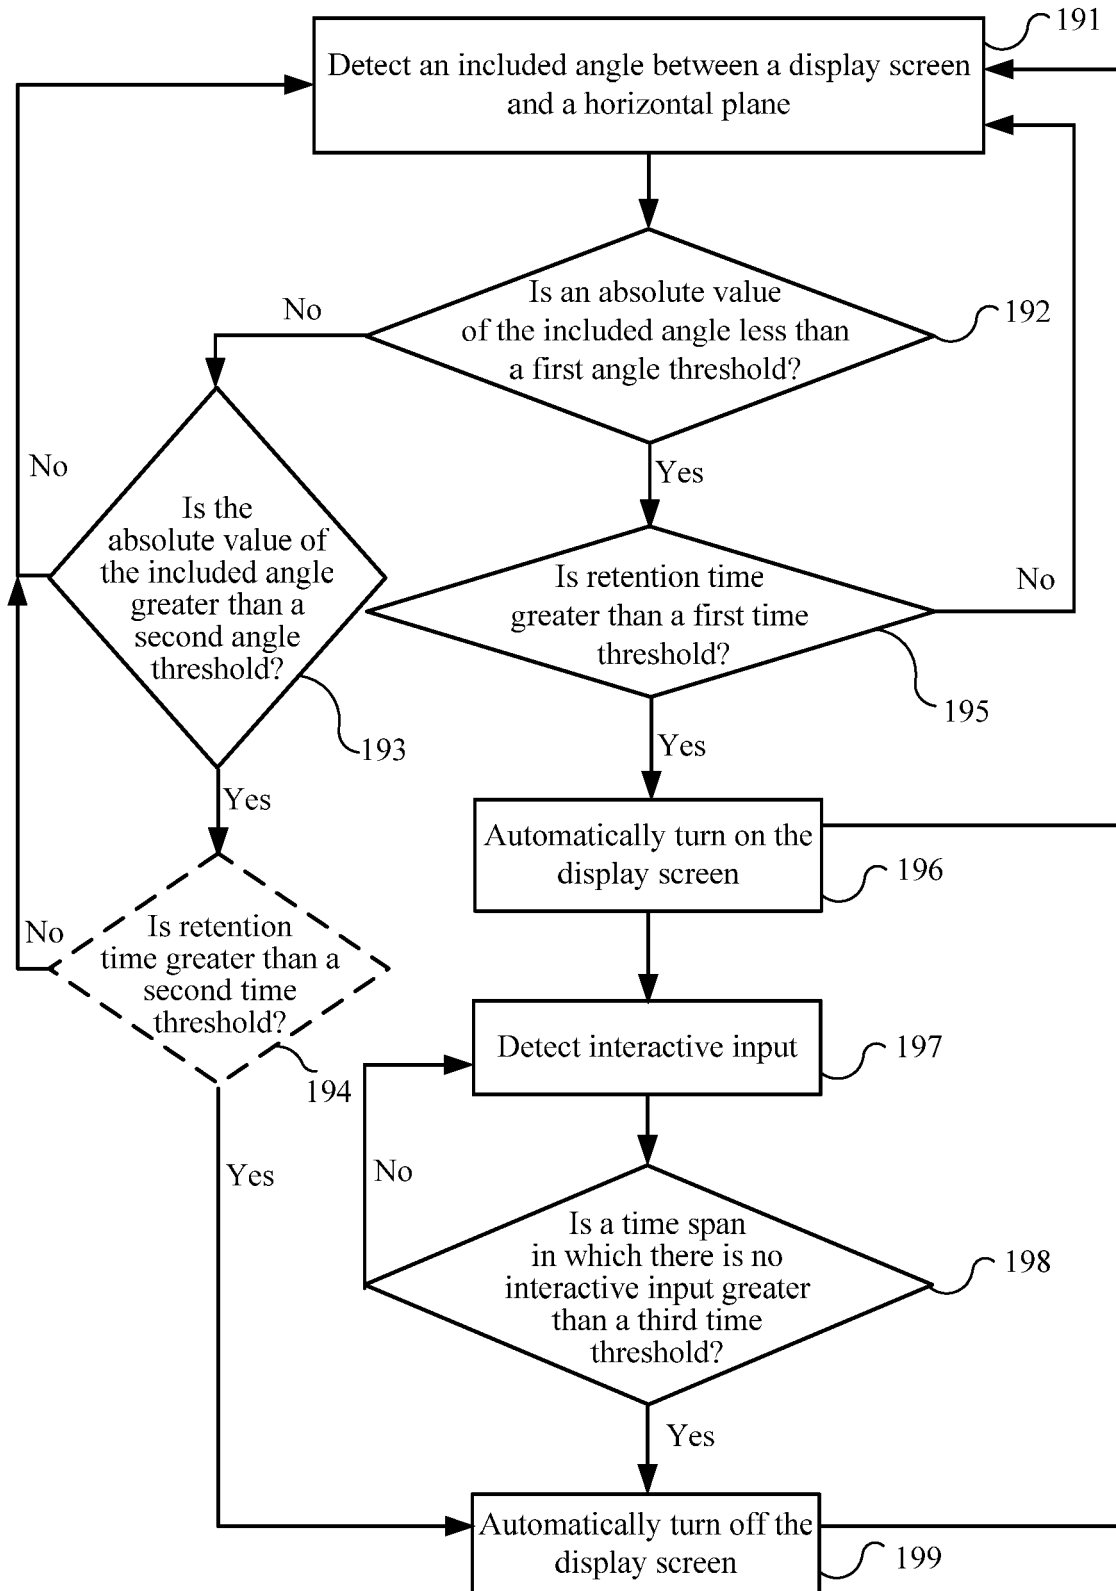 191
Detect an included angle between a display screen
and a horizontal plane
Is an absolute value
of the included angle less than
a first angle threshold?
192
No
Yes
No
Is the
absolute value of
the included angle
greater than a
second angle
threshold?
193
Is retention time
greater than a first time
threshold?
195
No
Yes
Yes
Automatically turn on the
display screen
196
Is retention
time greater than a
second time
threshold?
194
No
Yes
Detect interactive input
197
No
Is a time span
in which there is no
interactive input greater
than a third time
threshold?
198
Yes
Automatically turn off the
display screen
199